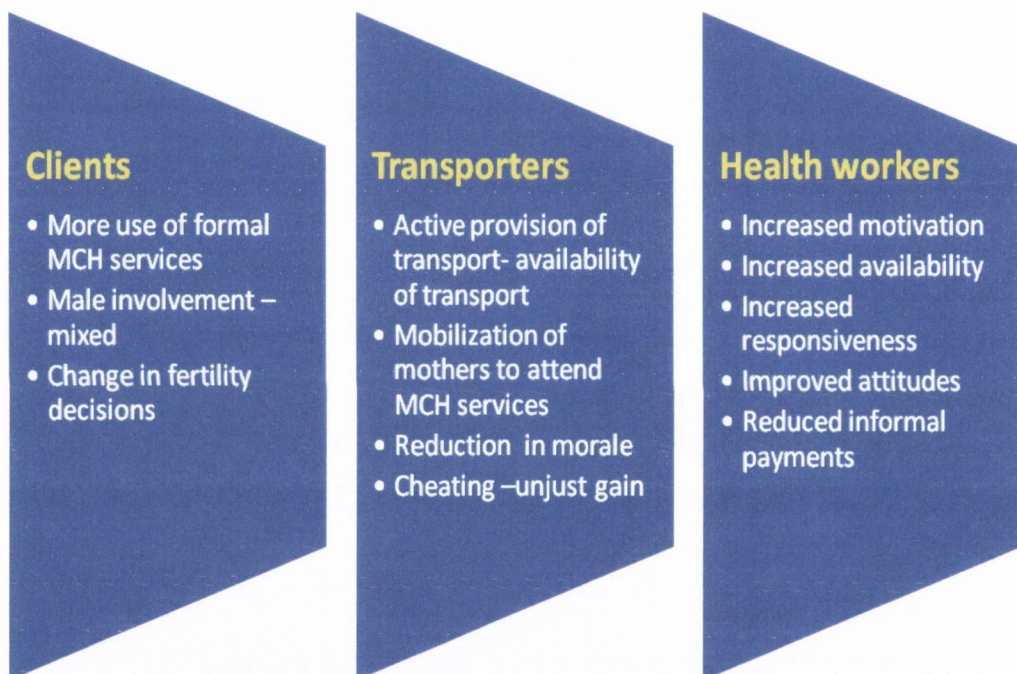 Clients
• More use of formal
MCH services
• Male involvement –
mixed
• Change in fertility
decisions
Transporters
• Active provision of
transport- availability
of transport
• Mobilization of
mothers to attend
MCH services
• Reduction in morale
• Cheating –unjust gain
Health workers
• Increased motivation
• Increased availability
• Increased
responsiveness
• Improved attitudes
• Reduced informal
payments